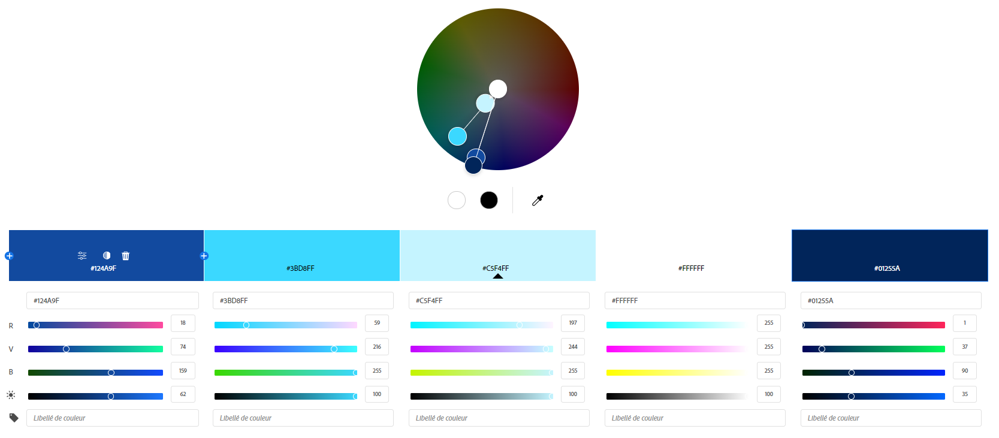 #124A9F
#3BD8FF
#C5F4FF
#FFFFFF
#01255A
#124A9F
#3BD8FF
#C5F4FF
#FFFFFF
#01255A
R 18 59 197 255 1
V 74 216 244 255 37
B 159 255 255 255 90
62 100 100 100 35
Libellé de couleur
Libellé de couleur
Libellé de couleur
Libellé de couleur
Libellé de couleur